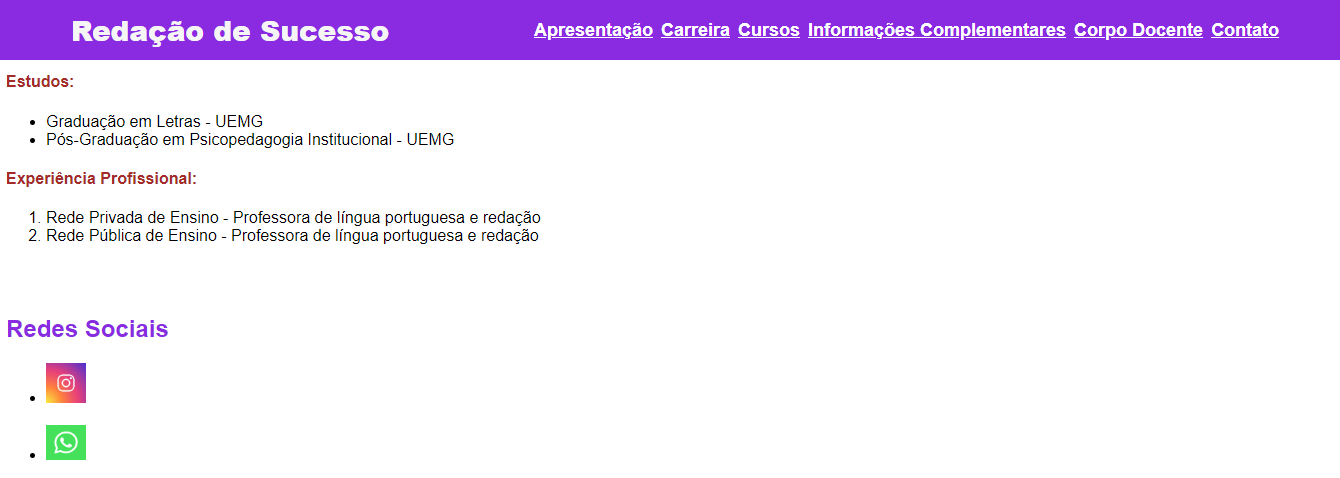 Redação de Sucesso
Apresentação Carreira Cursos Informações Complementares Corpo Docente Contato
Estudos:
• Graduação em Letras - UEMG
• Pós-Graduação em Psicopedagogia Institucional - UEMG
Experiência Profissional:
1. Rede Privada de Ensino - Professora de língua portuguesa e redação
2. Rede Pública de Ensino - Professora de língua portuguesa e redação
Redes Sociais